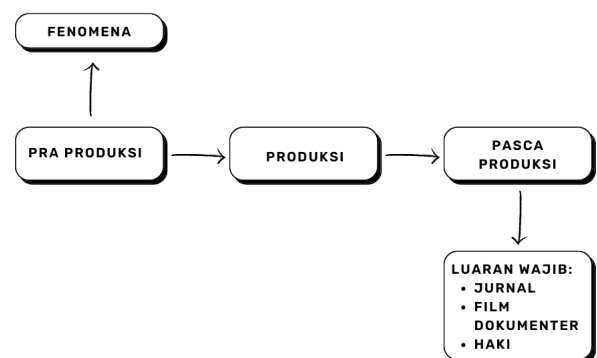 FENOMENA
PRA PRODUKSI
PRODUKSI
PASCA
PRODUKSI
LUARAN WAJIB:
• JURNAL
• FILM
DOKUMENTER
• HAKI